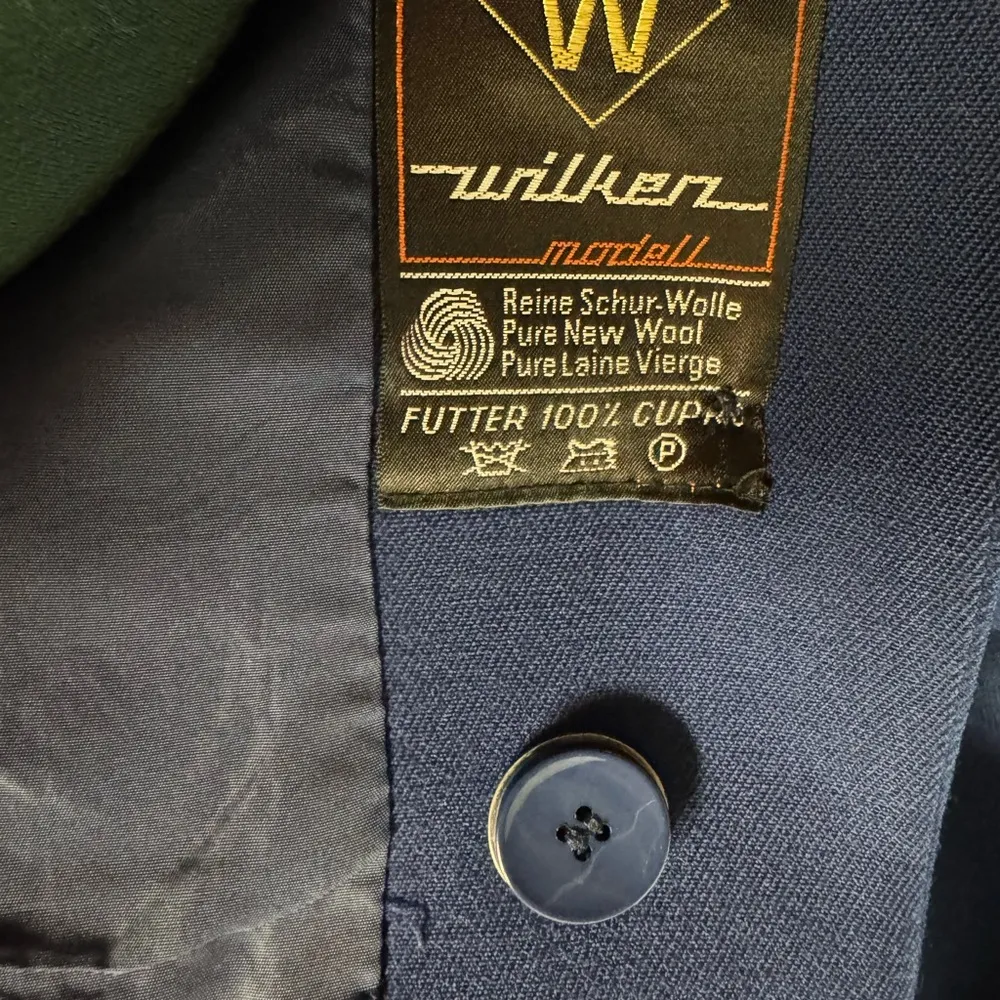 W
wilken
modell
Reine Schur-Wolle
Pure New Wool
Pure Laine Vierge
FUTTER 100% CUPRO
P